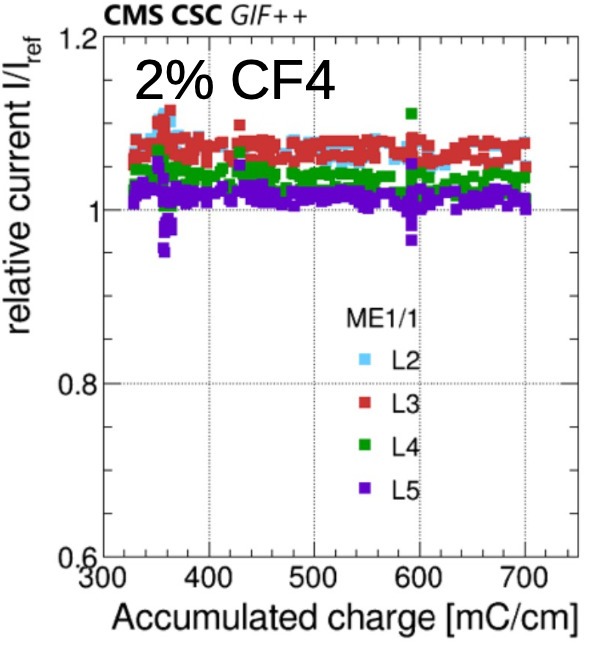 CMS CSC GIF++
relative current I/Iref
1.2
2% CF4
1
0.8
0.6
ME1/1
L2
L3
L4
L5
300 400 500 600 700
Accumulated charge [mC/cm]